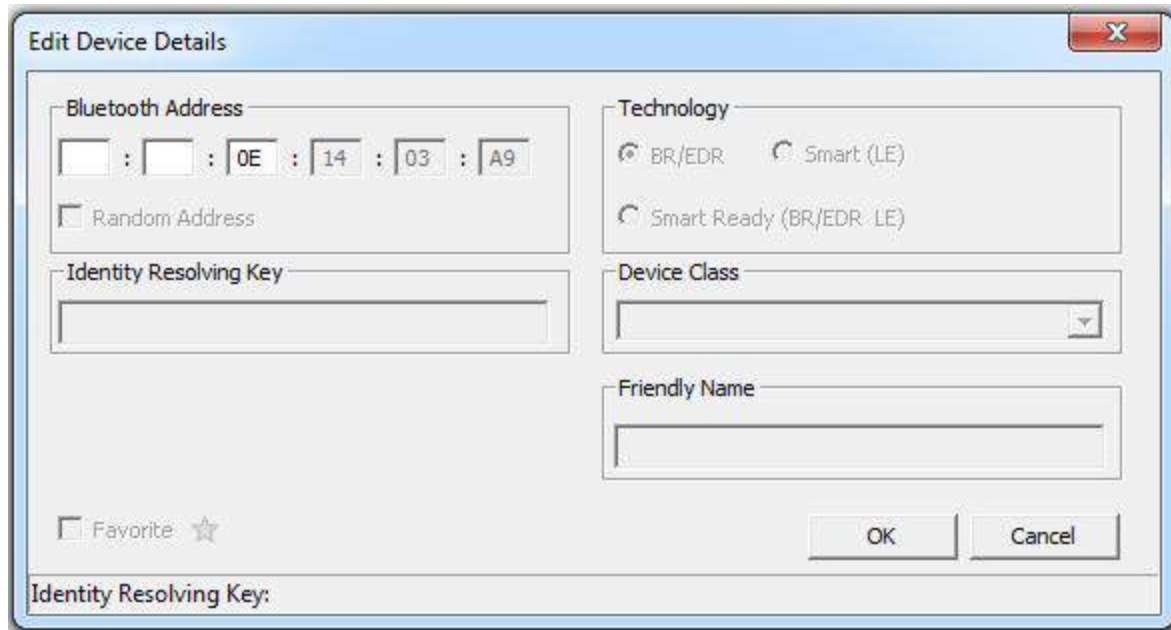 Edit Device Details
Bluetooth Address
: : 0E : 14 : 03 : A9
Random Address
Technology
BR/EDR Smart (LE)
Smart Ready (BR/EDR LE)
Identity Resolving Key
Device Class
Friendly Name
Favorite
OK Cancel
Identity Resolving Key: